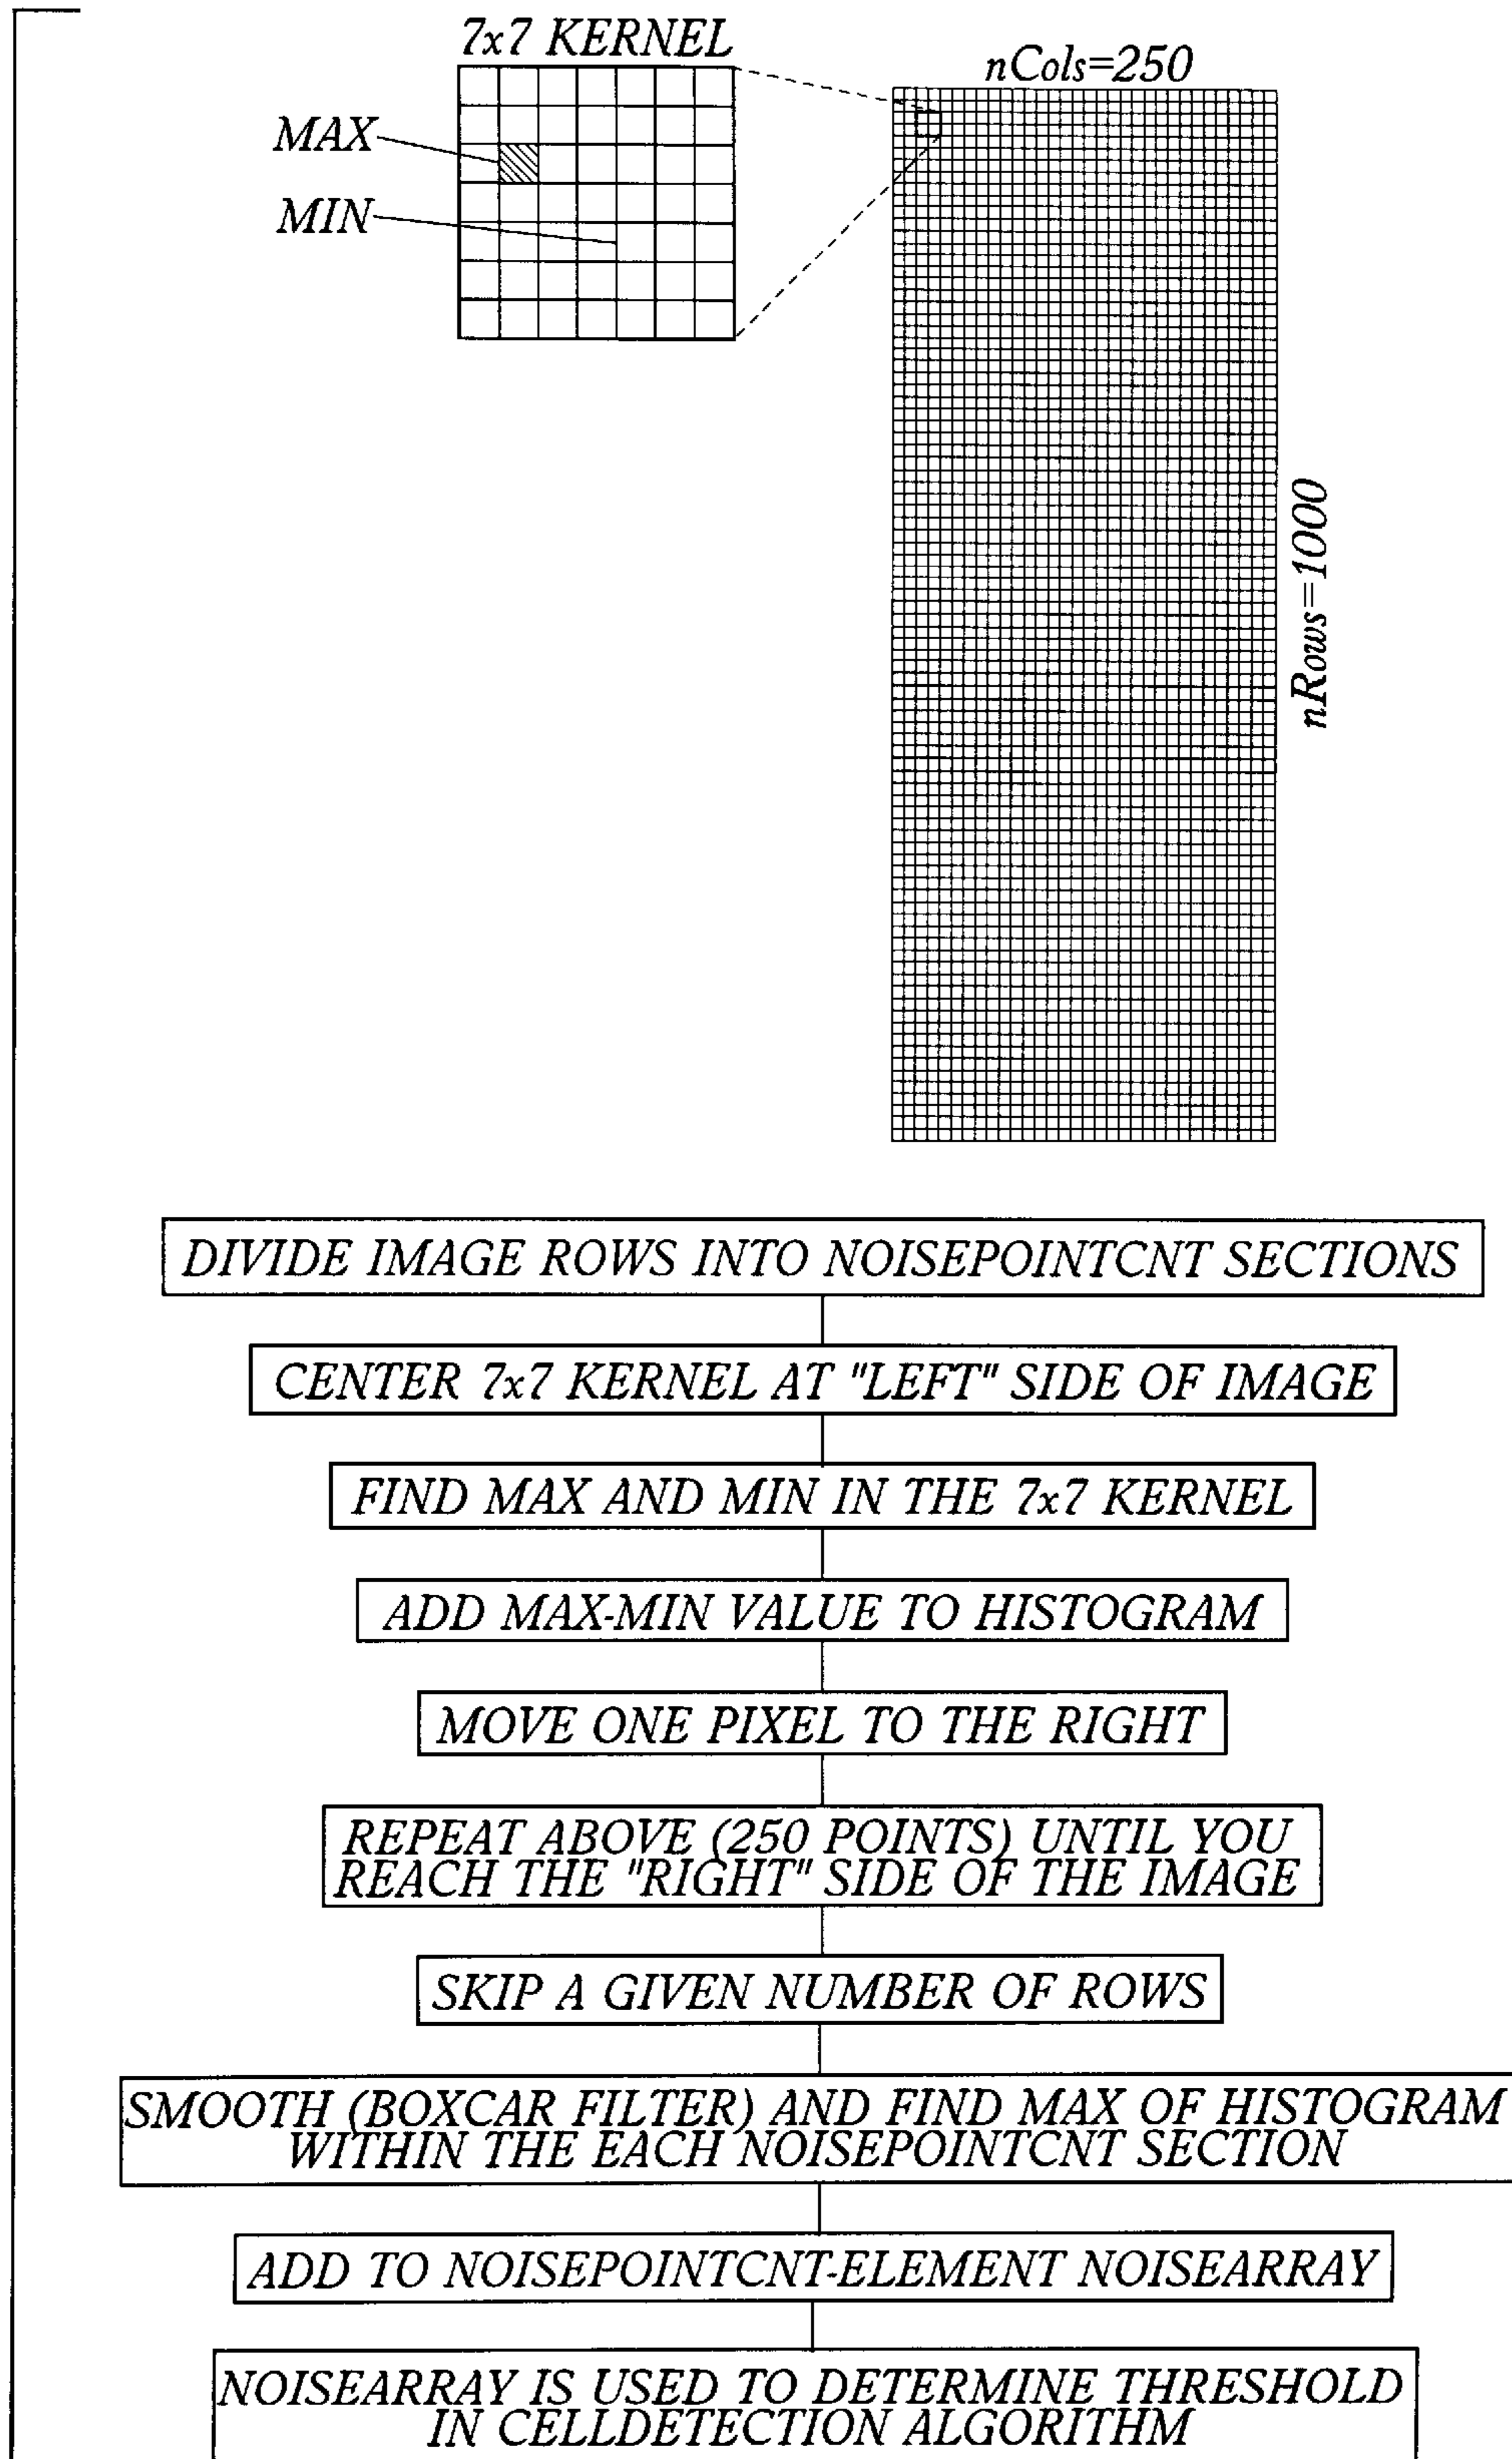 7x7 KERNEL
nCols=250
MAX
MIN
nRows=1000
DIVIDE IMAGE ROWS INTO NOISEPOINTCNT SECTIONS
CENTER 7x7 KERNEL AT "LEFT" SIDE OF IMAGE
FIND MAX AND MIN IN THE 7x7 KERNEL
ADD MAX-MIN VALUE TO HISTOGRAM
MOVE ONE PIXEL TO THE RIGHT
REPEAT ABOVE (250 POINTS) UNTIL YOU
REACH THE "RIGHT" SIDE OF THE IMAGE
SKIP A GIVEN NUMBER OF ROWS
SMOOTH (BOXCAR FILTER) AND FIND MAX OF HISTOGRAM
WITHIN THE EACH NOISEPOINTCNT SECTION
ADD TO NOISEPOINTCNT-ELEMENT NOISEARRAY
NOISEARRAY IS USED TO DETERMINE THRESHOLD
IN CELLDETECTION ALGORITHM